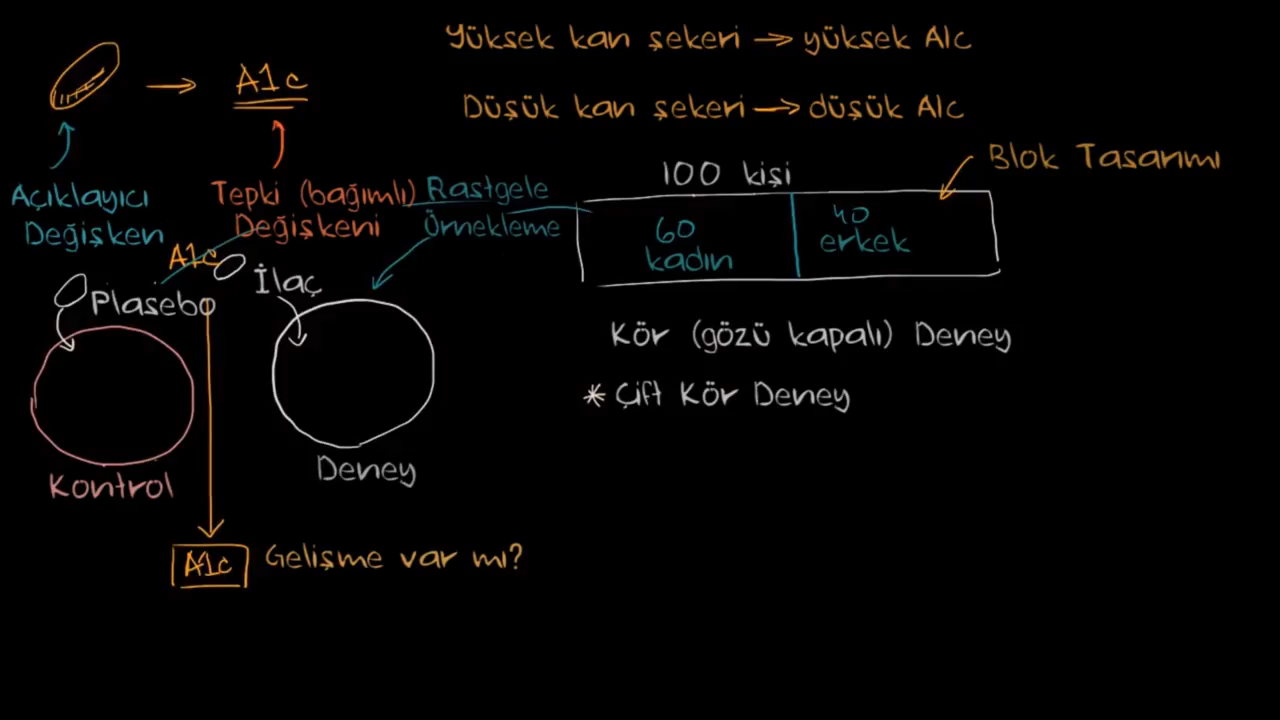 Yüksek kan şekeri → yüksek A1c
A1c
Düşük kan şekeri → düşük A1c
Blok Tasarımı
100 kişi
Açıklayıcı
Değişken
Tepki (bağımlı)
Değişkeni
Rastgele
Örnekleme
60
kadın
40
erkek
A1c
İlaç
Plasebo
Kör (gözü kapalı) Deney
* Çift Kör Deney
Kontrol
Deney
A1c
Gelişme var mı?